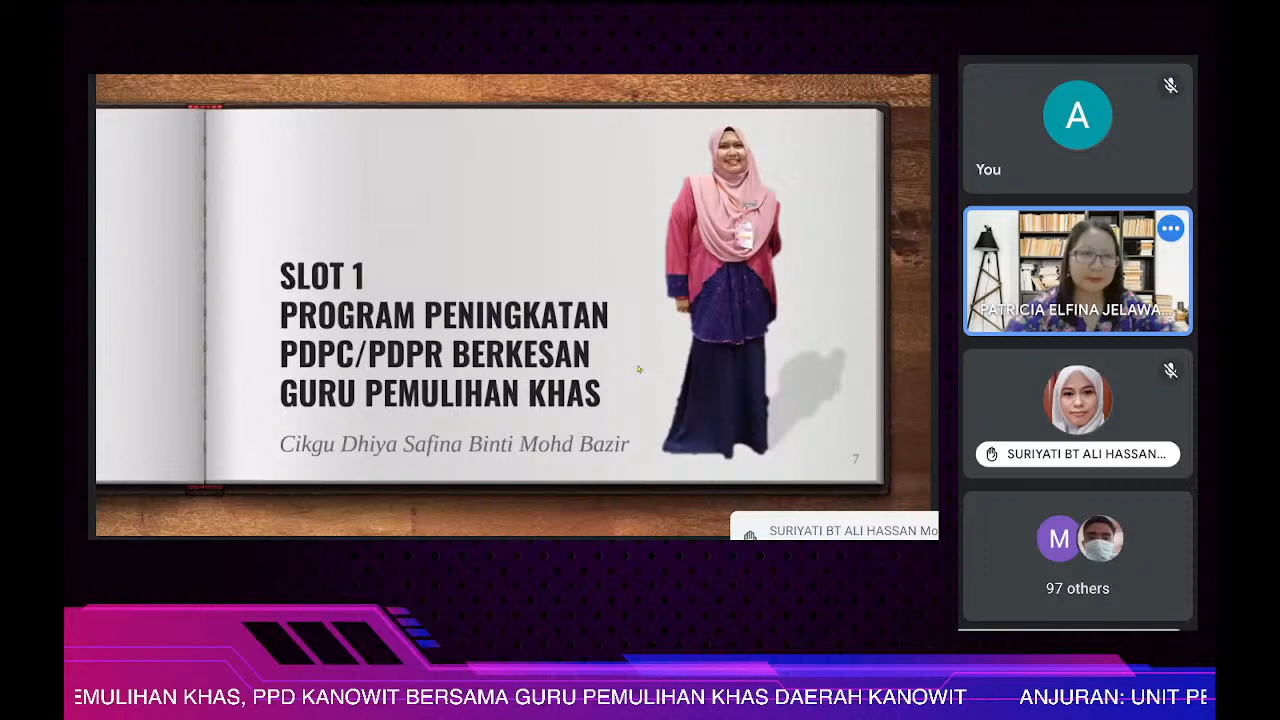 SLOT 1
PROGRAM PENINGKATAN
PDPC/PDPR BERKESAN
GURU PEMULIHAN KHAS
Cikgu Dhiya Safina Binti Mohd Bazir
7
SURIYATI BT ALI HASSAN Mo
A
You
PATRICIA ELFINA JELAWA...
SURIYATI BT ALI HASSAN...
M
97 others
EMULIHAN KHAS, PPD KANOWIT BERSAMA GURU PEMULIHAN KHAS DAERAH KANOWIT ANJURAN: UNIT PE